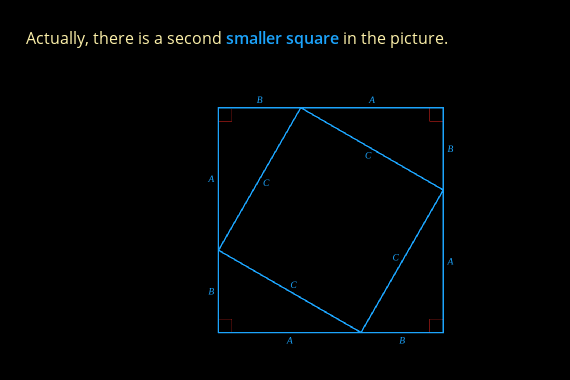 Actually, there is a second smaller square in the picture.
B A
B
C
A C
C A
C
B
A B